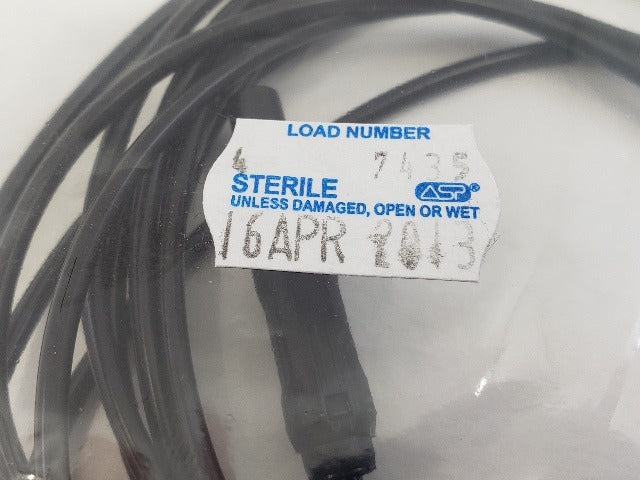 LOAD NUMBER
4 7435
STERILE ASP®
UNLESS DAMAGED, OPEN OR WET
16APR 2013